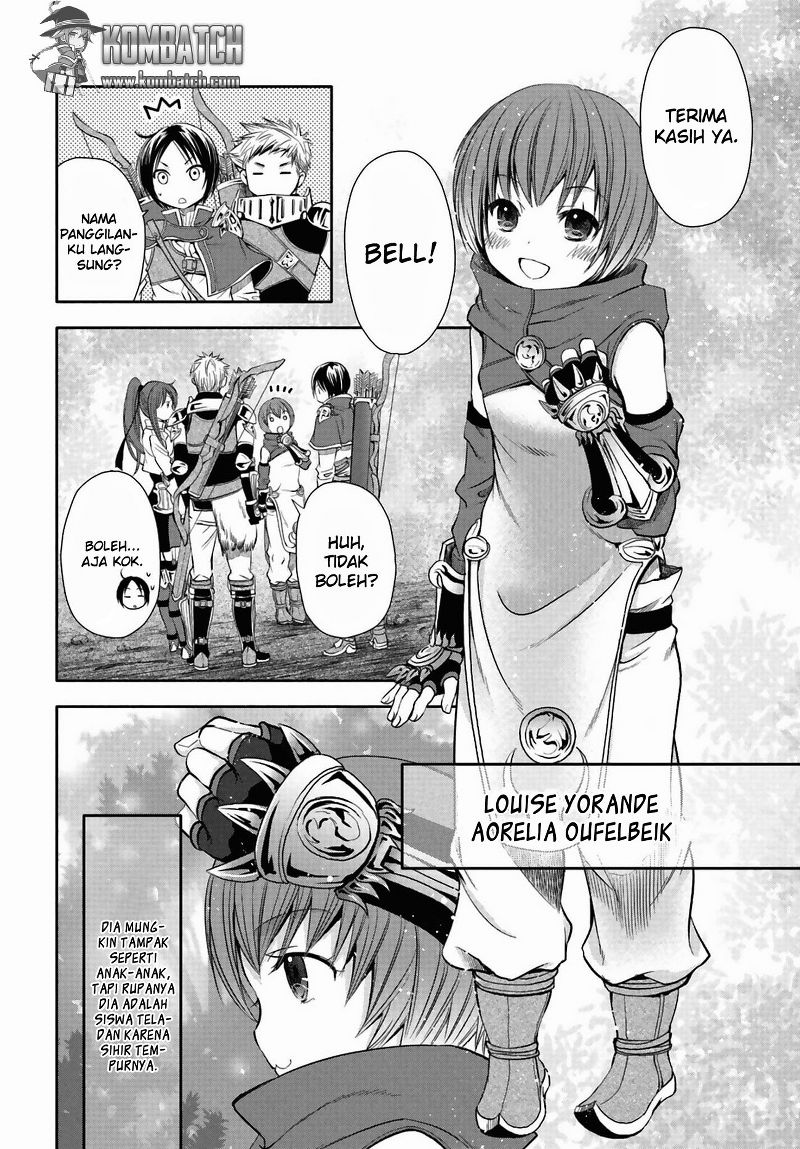 KOMBATCH
www.kombatch.com
TERIMA
KASIH YA.
BELL!
NAMA
PANGGILAN-
KU LANG-
SUNG?
HUH,
TIDAK
BOLEH?
BOLEH...
AJA KOK.
LOUISE YORANDE
AORELIA OUFELBEIK
DIA MUNG-
KIN TAMPAK
SEPERTI
ANAK-ANAK,
TAPI RUPANYA
DIA ADALAH
SISWA TELA-
DAN KARENA
SIHIR TEM-
PURNYA.